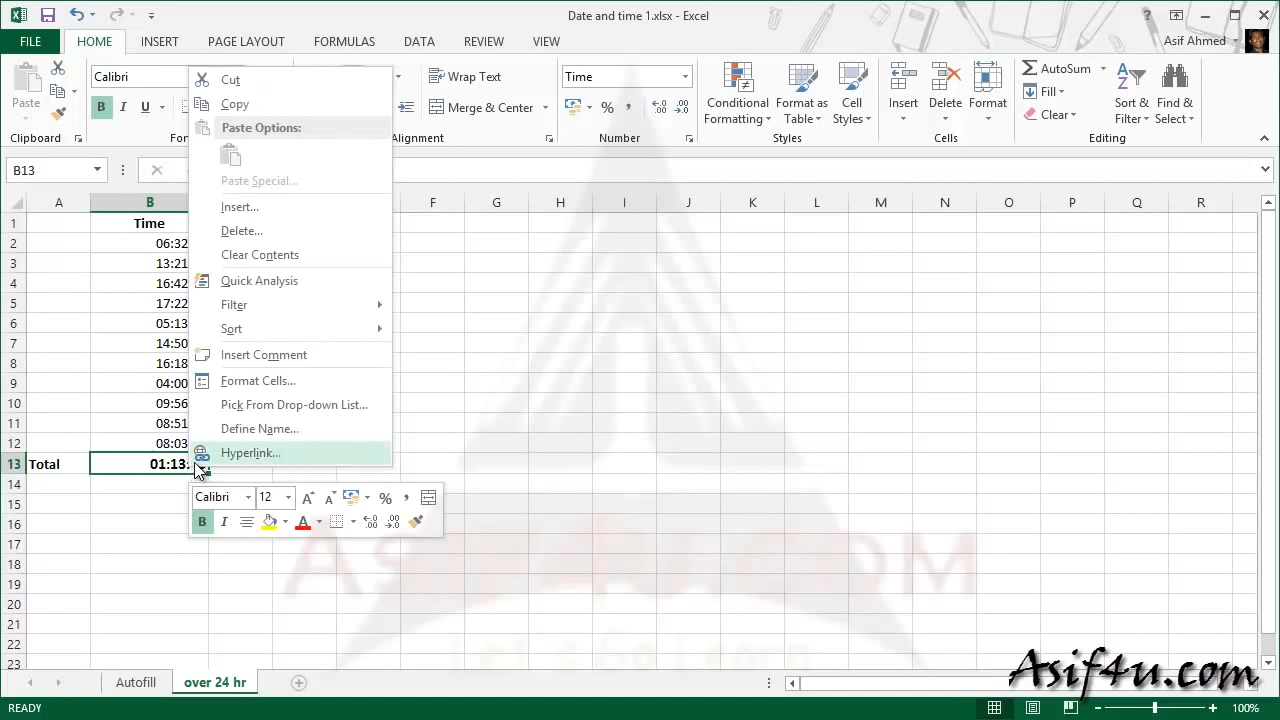 Date and time 1.xlsx - Excel
?
FILE HOME INSERT PAGE LAYOUT FORMULAS DATA REVIEW VIEW Asif Ahmed
Paste
Calibri
B I U
Wrap Text
Merge & Center
Time
% ,
Conditional Formatting
Format as Table
Cell Styles
Insert
Delete
Format
AutoSum
Fill
Clear
Sort & Filter
Find & Select
Clipboard Number Styles Cells Editing
B13
A B F G H I J K L M N O P Q R
1 Time
2 06:32
3 13:21
4 16:42
5 17:22
6 05:13
7 14:50
8 16:18
9 04:00
10 09:56
11 08:51
12 08:03
13 Total 01:13:
14
15
16
17
18
19
20
21
22
23
Cut
Copy
Paste Options:
Paste Special...
Insert...
Delete...
Clear Contents
Quick Analysis
Filter
Sort
Insert Comment
Format Cells...
Pick From Drop-down List...
Define Name...
Hyperlink...
Calibri 12 A A % ,
B I A
Asif4u.com
Asif4u.com
Autofill over 24 hr
READY 100%